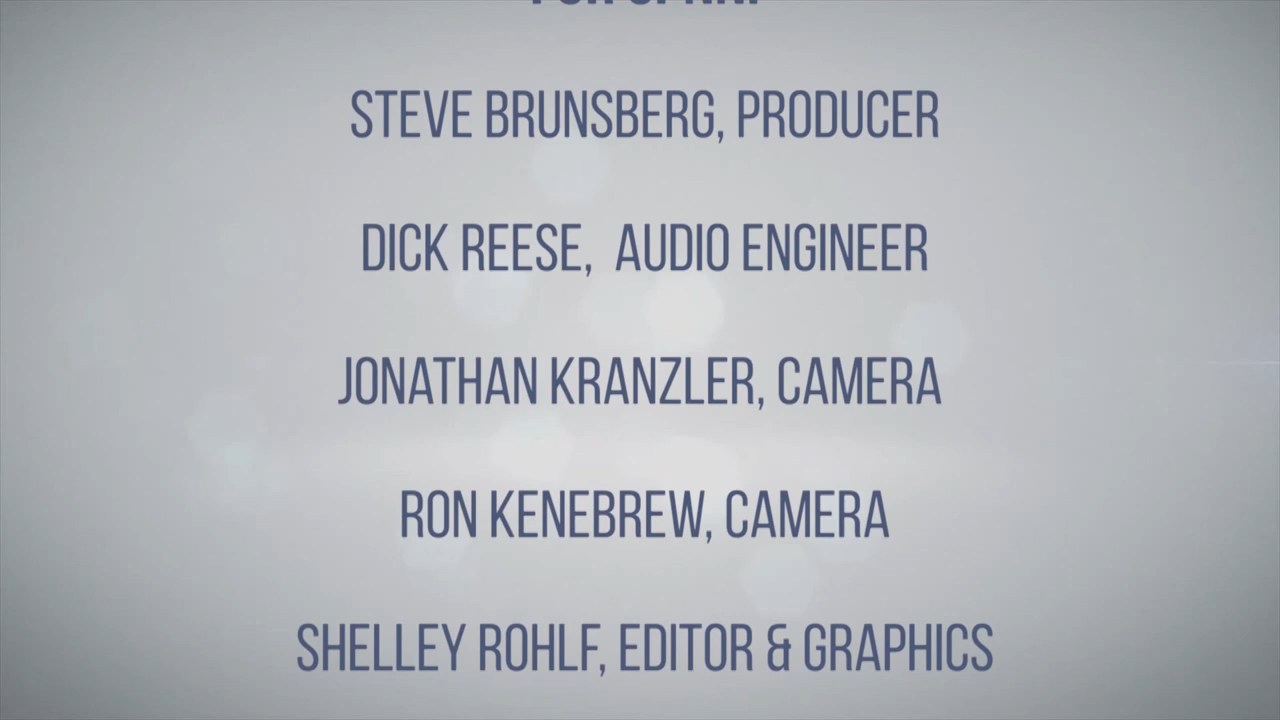 STEVE BRUNSBERG, PRODUCER
DICK REESE,  AUDIO ENGINEER
JONATHAN KRANZLER, CAMERA
RON KENEBREW, CAMERA
SHELLEY ROHLF, EDITOR & GRAPHICS